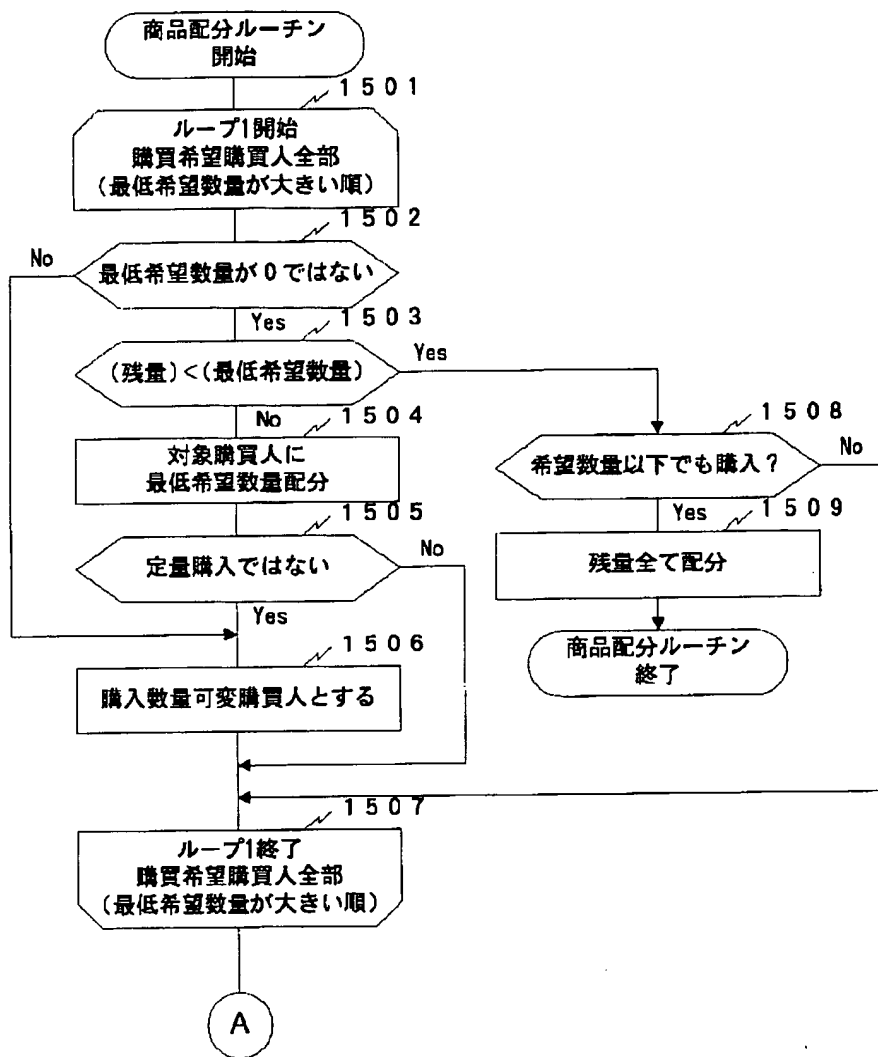 商品配分ルーチン
開始
1501
ループ1開始
購買希望購買人全部
(最低希望数量が大きい順)
1502
No
最低希望数量が0ではない
Yes
1503
(残量)<(最低希望数量)
Yes
No
1504
対象購買人に
最低希望数量配分
1505
定量購入ではない
No
Yes
1506
購入数量可変購買人とする
1507
ループ1終了
購買希望購買人全部
(最低希望数量が大きい順)
A
1508
希望数量以下でも購入?
No
Yes
1509
残量全て配分
商品配分ルーチン
終了